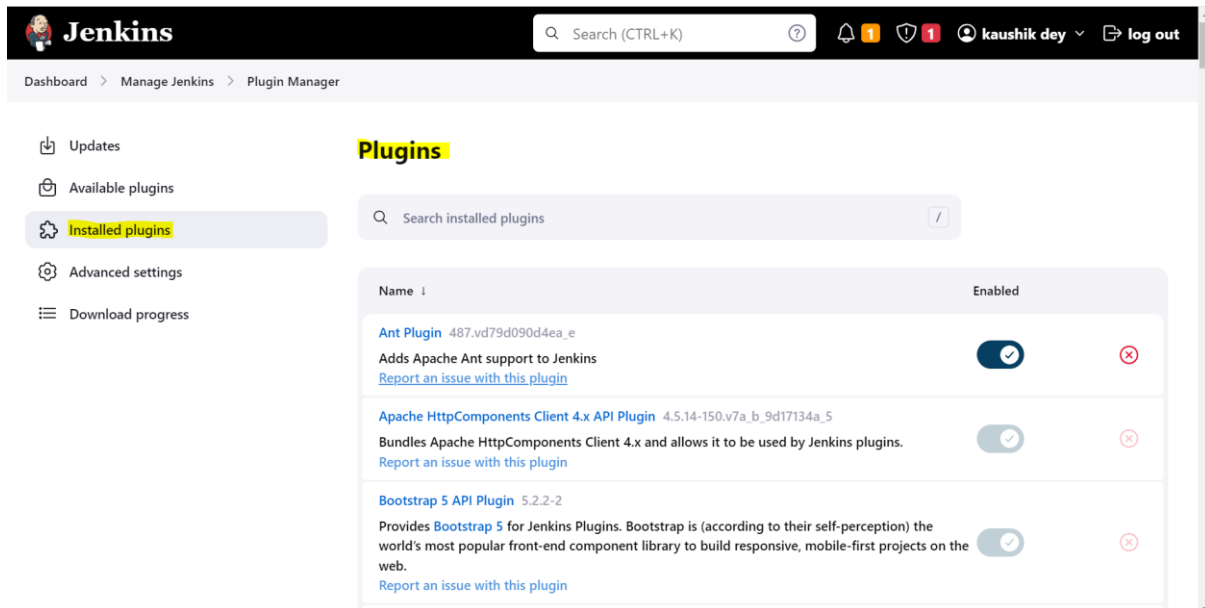 Jenkins
Search (CTRL+K)
?
1
1
kaushik dey
log out
Dashboard > Manage Jenkins > Plugin Manager
Updates
Available plugins
Installed plugins
Advanced settings
Download progress
Plugins
Search installed plugins
/
Name ↓
Enabled
Ant Plugin 487.vd79d090d4ea_e
Adds Apache Ant support to Jenkins
Report an issue with this plugin
Apache HttpComponents Client 4.x API Plugin 4.5.14-150.v7a_b_9d17134a_5
Bundles Apache HttpComponents Client 4.x and allows it to be used by Jenkins plugins.
Report an issue with this plugin
Bootstrap 5 API Plugin 5.2.2-2
Provides Bootstrap 5 for Jenkins Plugins. Bootstrap is (according to their self-perception) the
world's most popular front-end component library to build responsive, mobile-first projects on the
web.
Report an issue with this plugin